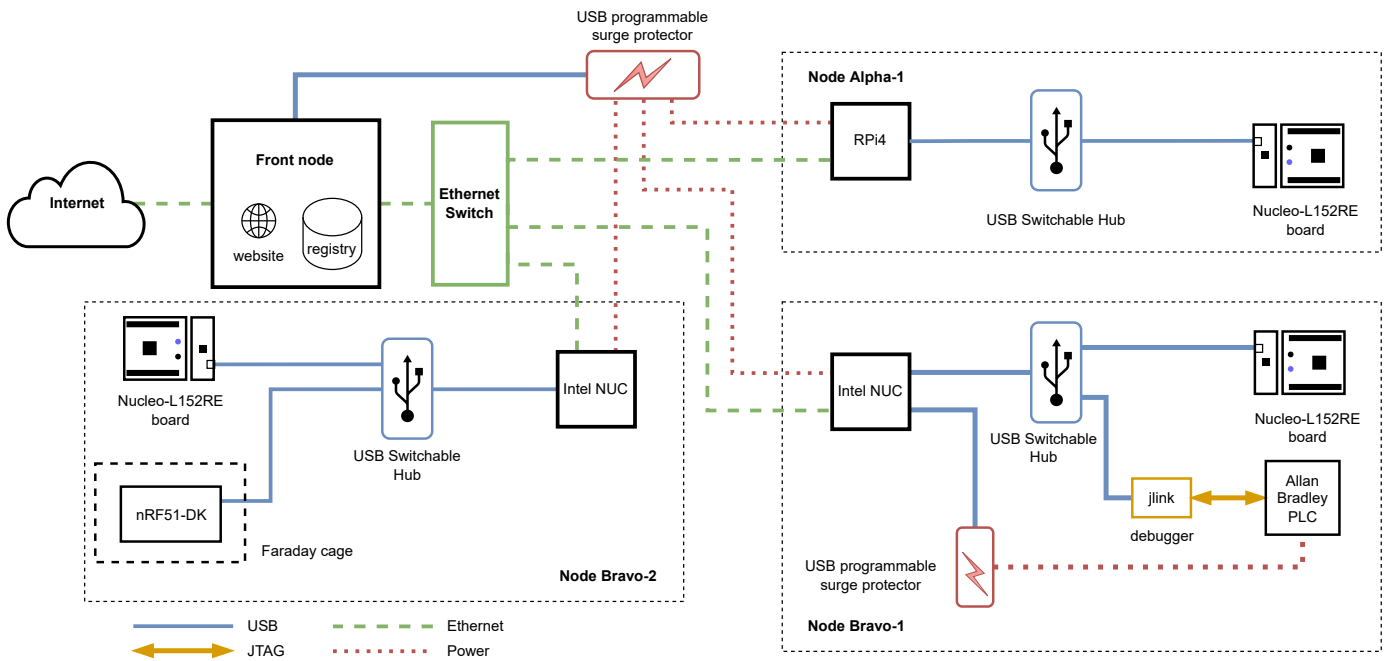 USB programmable
surge protector
Node Alpha-1
RPi4
USB Switchable Hub
Nucleo-L152RE
board
Internet
Front node
website
registry
Ethernet
Switch
Nucleo-L152RE
board
USB Switchable
Hub
Intel NUC
nRF51-DK
Faraday cage
Node Bravo-2
Intel NUC
USB Switchable
Hub
Nucleo-L152RE
board
jlink
debugger
Allan
Bradley
PLC
USB programmable
surge protector
Node Bravo-1
USB
Ethernet
JTAG
Power